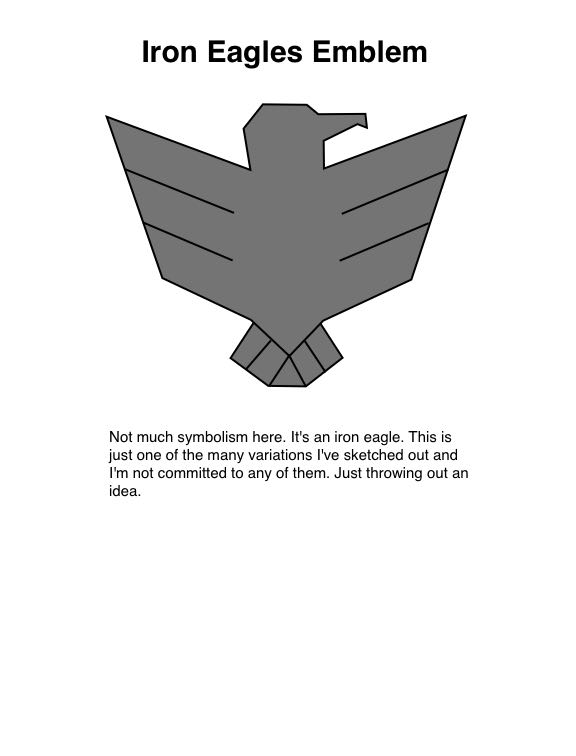 Iron Eagles Emblem
Not much symbolism here. It's an iron eagle. This is
just one of the many variations I've sketched out and
I'm not committed to any of them. Just throwing out an
idea.